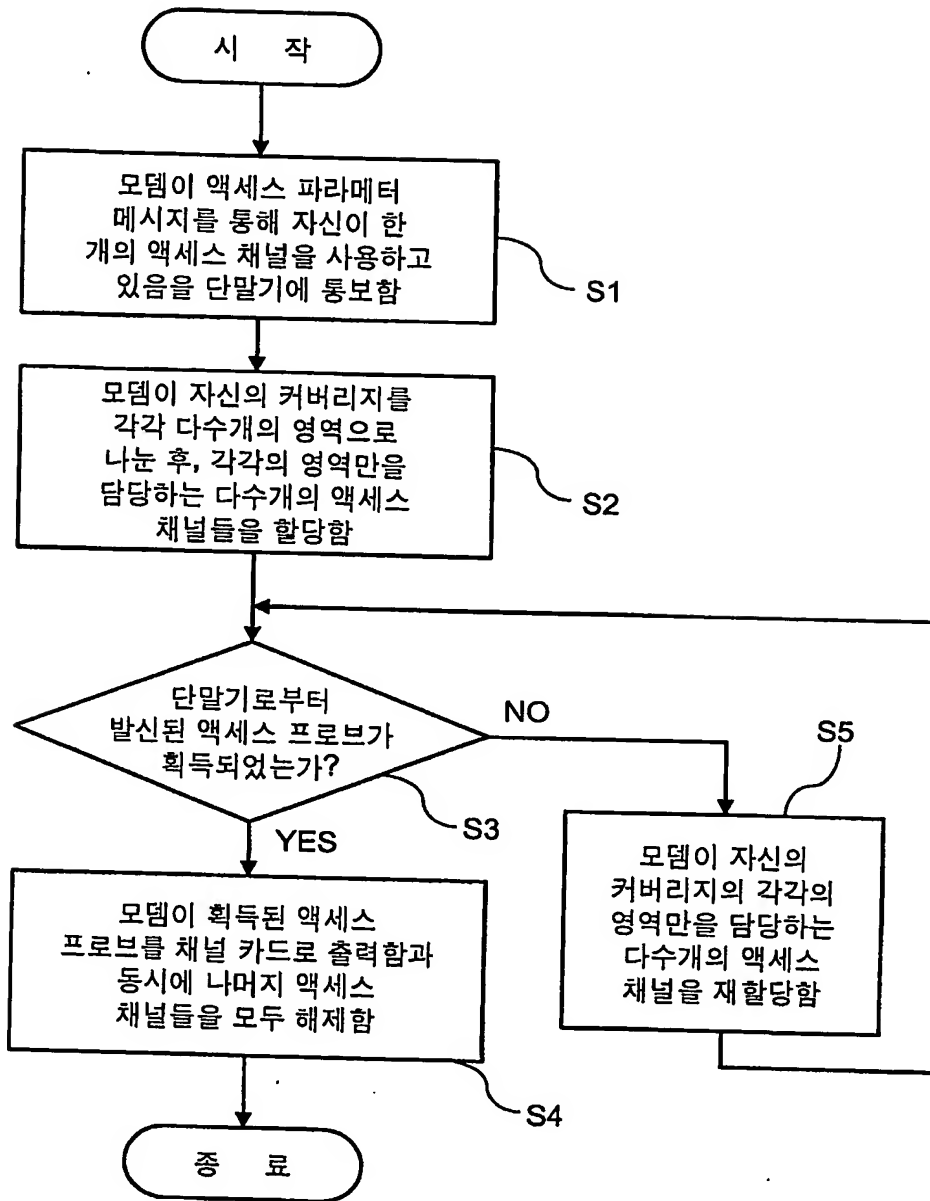 시 작
모뎀이 액세스 파라메터
메시지를 통해 자신이 한
개의 액세스 채널을 사용하고
있음을 단말기에 통보함
S1
모뎀이 자신의 커버리지를
각각 다수개의 영역으로
나눈 후, 각각의 영역만을
담당하는 다수개의 액세스
채널들을 할당함
S2
단말기로부터
발신된 액세스 프로브가
획득되었는가?
S3
NO
YES
S5
모뎀이 자신의
커버리지의 각각의
영역만을 담당하는
다수개의 액세스
채널을 재할당함
모뎀이 획득된 액세스
프로브를 채널 카드로 출력함과
동시에 나머지 액세스
채널들을 모두 해제함
S4
종 료